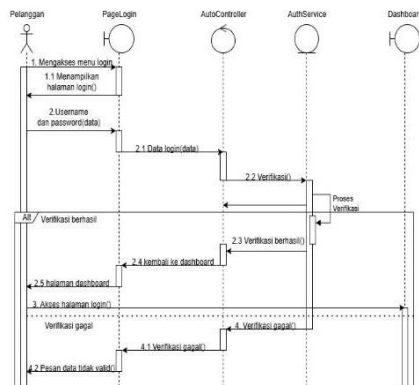 Pelanggan
PageLogin
AutoController
AuthService
Dashboar
1. Mengakses menu login
1.1 Menampilkan
halaman login()
2.Username
dan password(data)
2.1 Data login(data)
2.2 Verifikasi()
Proses
Verifikasi
Alt
Verifikasi berhasil
2.3 Verifikasi berhasil()
2.4 kembali ke dashboard
2.5 halaman dashboard
3. Akses halaman login()
Verifikasi gagal
4. Verifikasi gagal()
4.1 Verifikasi gagal()
4.2 Pesan data tidak valid()